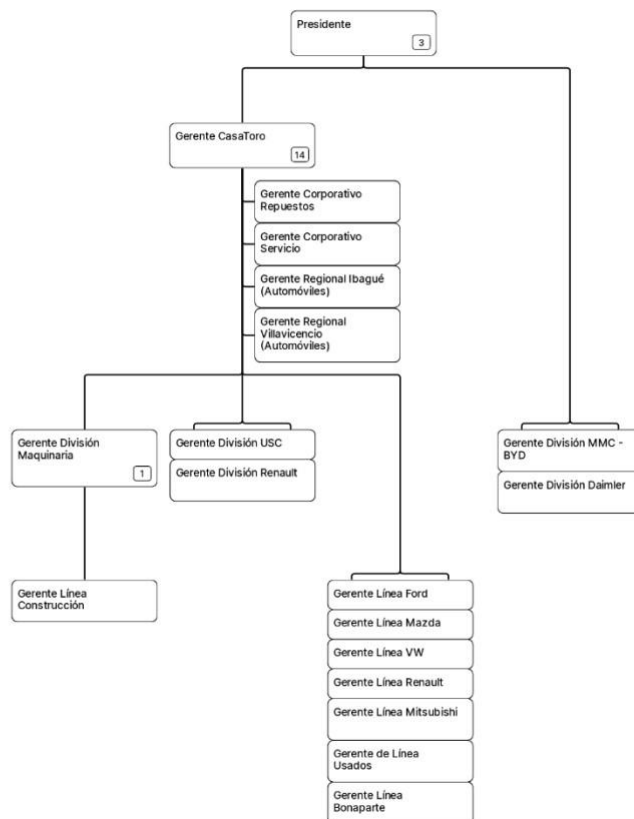 Presidente
3
Gerente CasaToro
14
Gerente Corporativo
Repuestos
Gerente Corporativo
Servicio
Gerente Regional Ibagué
(Automóviles)
Gerente Regional
Villavicencio
(Automóviles)
Gerente División
Maquinaria
1
Gerente División USC
Gerente División Renault
Gerente División MMC -
BYD
Gerente División Daimler
Gerente Línea
Construcción
Gerente Línea Ford
Gerente Línea Mazda
Gerente Línea VW
Gerente Línea Renault
Gerente Línea Mitsubishi
Gerente de Línea
Usados
Gerente Línea
Bonaparte